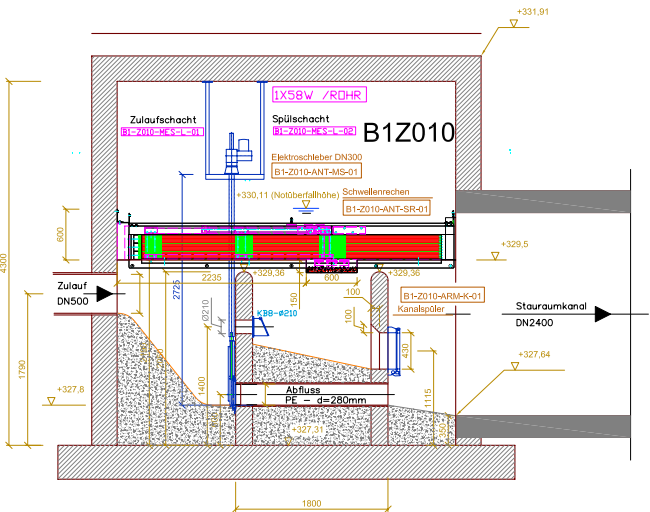 +331,91
1X58W /ROHR
Zulaufschacht
B1-Z010-MES-L-01
Spülschacht
B1-Z010-MES-L-02
B1Z010
Elektroschieber DN300
B1-Z010-ANT-MS-01
+330,11 (Notüberfallhöhe)
Schwellenrechen
B1-Z010-ANT-SR-01
600
4300
+329,5
2235
+329,36
600
+329,36
2725
150
Zulauf
DN500
B1-Z010-ARM-K-01
Kanalspüler
100
Ø210
KB8-Ø210
100
Stauraumkanal
DN2400
430
1790
+327,64
+327,8
1400
Abfluss
PE - d=280mm
1115
350
+327,31
1800